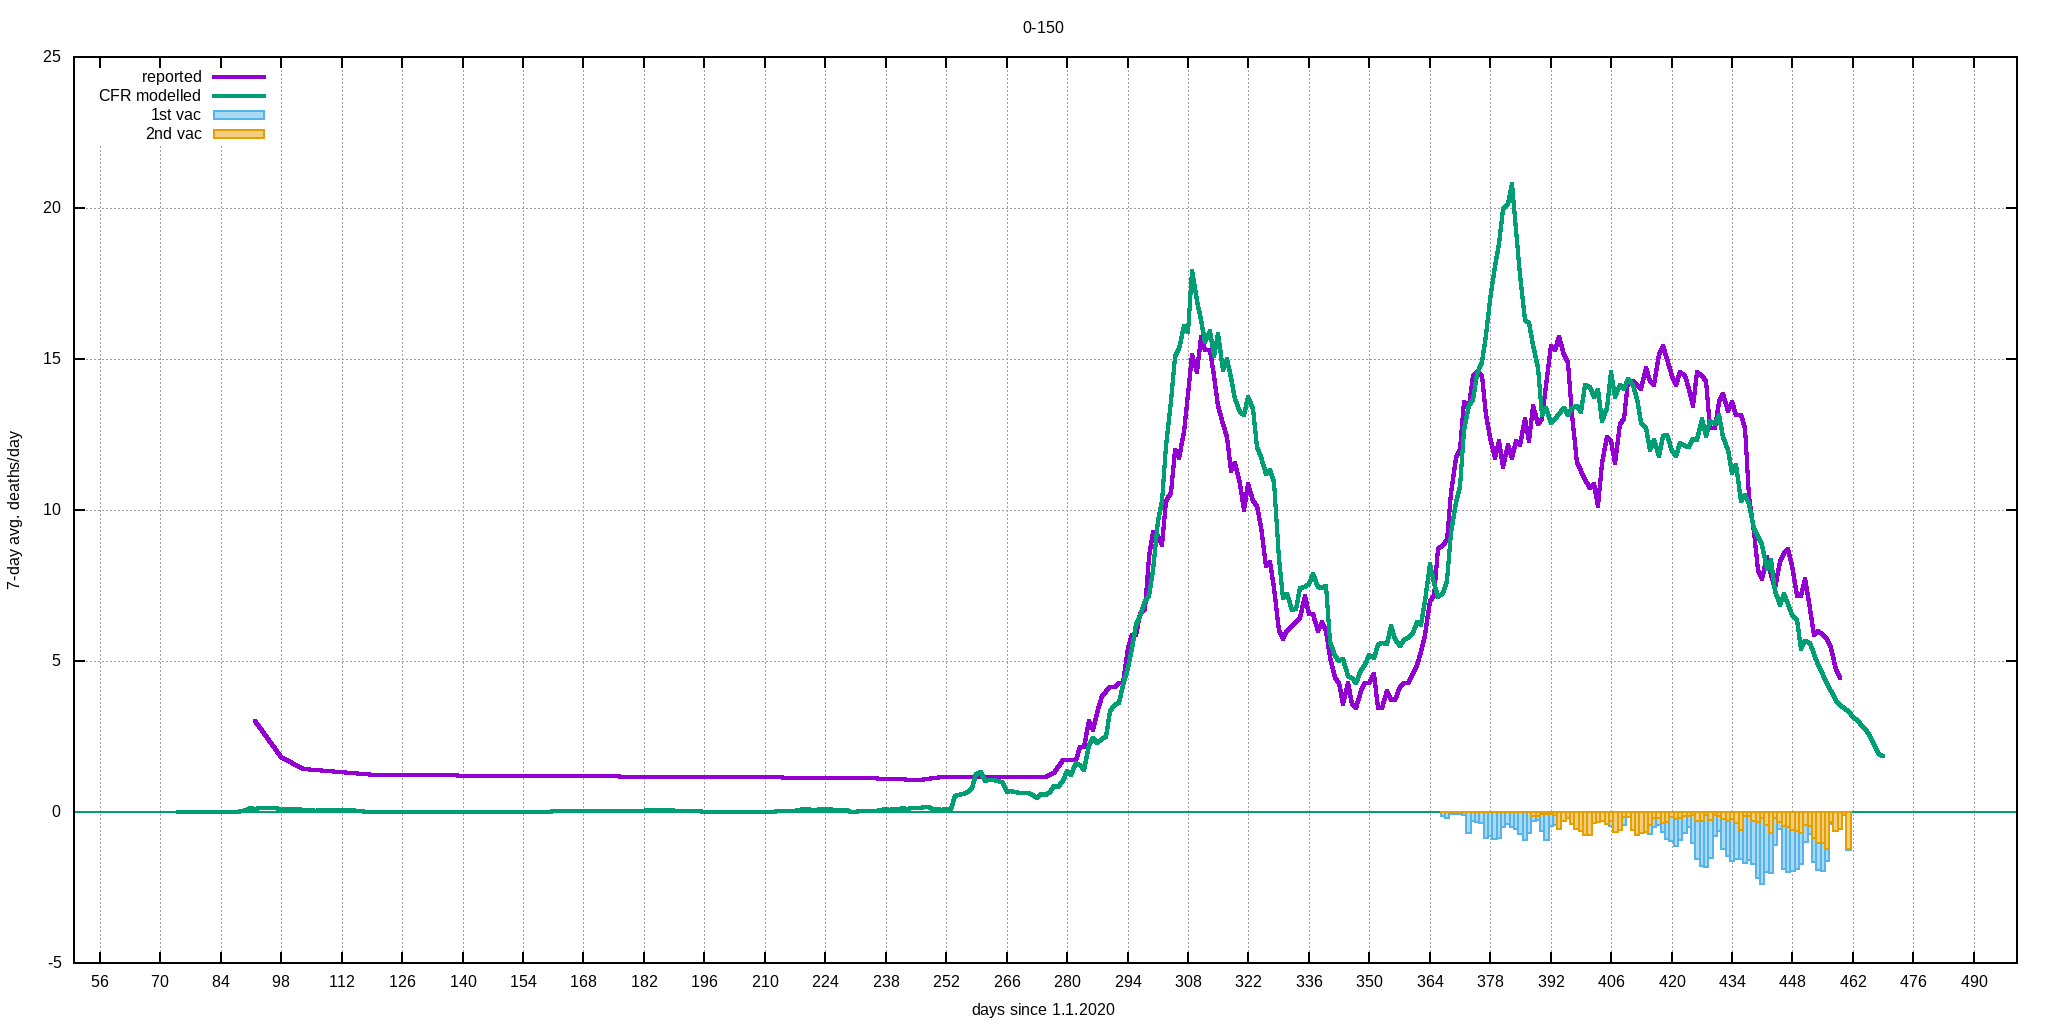 0-150
25
20
15
10
5
0
-5
7-day avg. deaths/day
reported
CFR modelled
1st vac
2nd vac
56 70 84 98 112 126 140 154 168 182 196 210 224 238 252 266 280 294 308 322 336 350 364 378 392 406 420 434 448 462 476 490
days since 1.1.2020